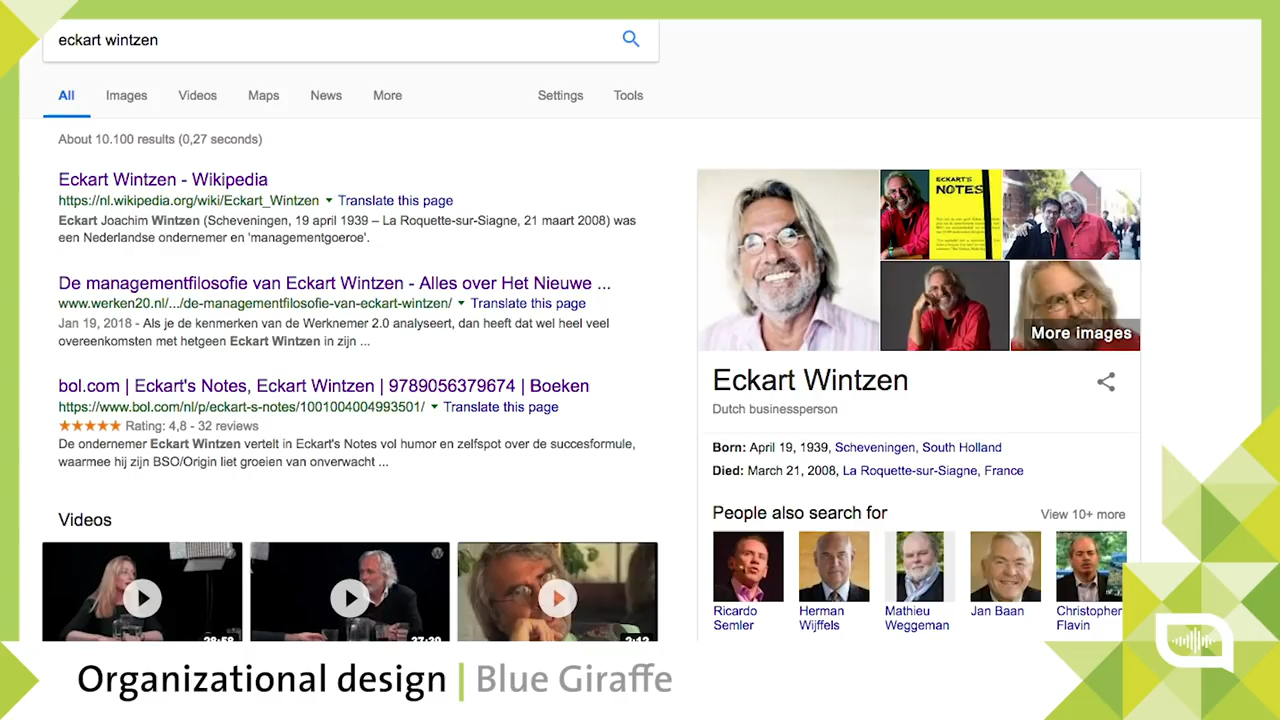 eckart wintzen
All Images Videos Maps News More Settings Tools
About 10.100 results (0,27 seconds)
Eckart Wintzen - Wikipedia
https://nl.wikipedia.org/wiki/Eckart_Wintzen ▾ Translate this page
Eckart Joachim Wintzen (Scheveningen, 19 april 1939 – La Roquette-sur-Siagne, 21 maart 2008) was
een Nederlandse ondernemer en 'managementgoeroe'.
De managementfilosofie van Eckart Wintzen - Alles over Het Nieuwe ...
www.werken20.nl/.../de-managementfilosofie-van-eckart-wintzen/ ▾ Translate this page
Jan 19, 2018 - Als je de kenmerken van de Werknemer 2.0 analyseert, dan heeft dat wel heel veel
overeenkomsten met hetgeen Eckart Wintzen in zijn ...
bol.com | Eckart's Notes, Eckart Wintzen | 9789056379674 | Boeken
https://www.bol.com/nl/p/eckart-s-notes/1001004004993501/ ▾ Translate this page
★★★★★ Rating: 4,8 - 32 reviews
De ondernemer Eckart Wintzen vertelt in Eckart's Notes vol humor en zelfspot over de succesformule,
waarmee hij zijn BSO/Origin liet groeien van onverwacht ...
Videos
28:58
37:39
2:12
ECKART'S
NOTES
More images
Eckart Wintzen
Dutch businessperson
Born: April 19, 1939, Scheveningen, South Holland
Died: March 21, 2008, La Roquette-sur-Siagne, France
People also search for View 10+ more
Ricardo
Semler
Herman
Wijffels
Mathieu
Weggeman
Jan Baan
Christopher
Flavin
Organizational design | Blue Giraffe